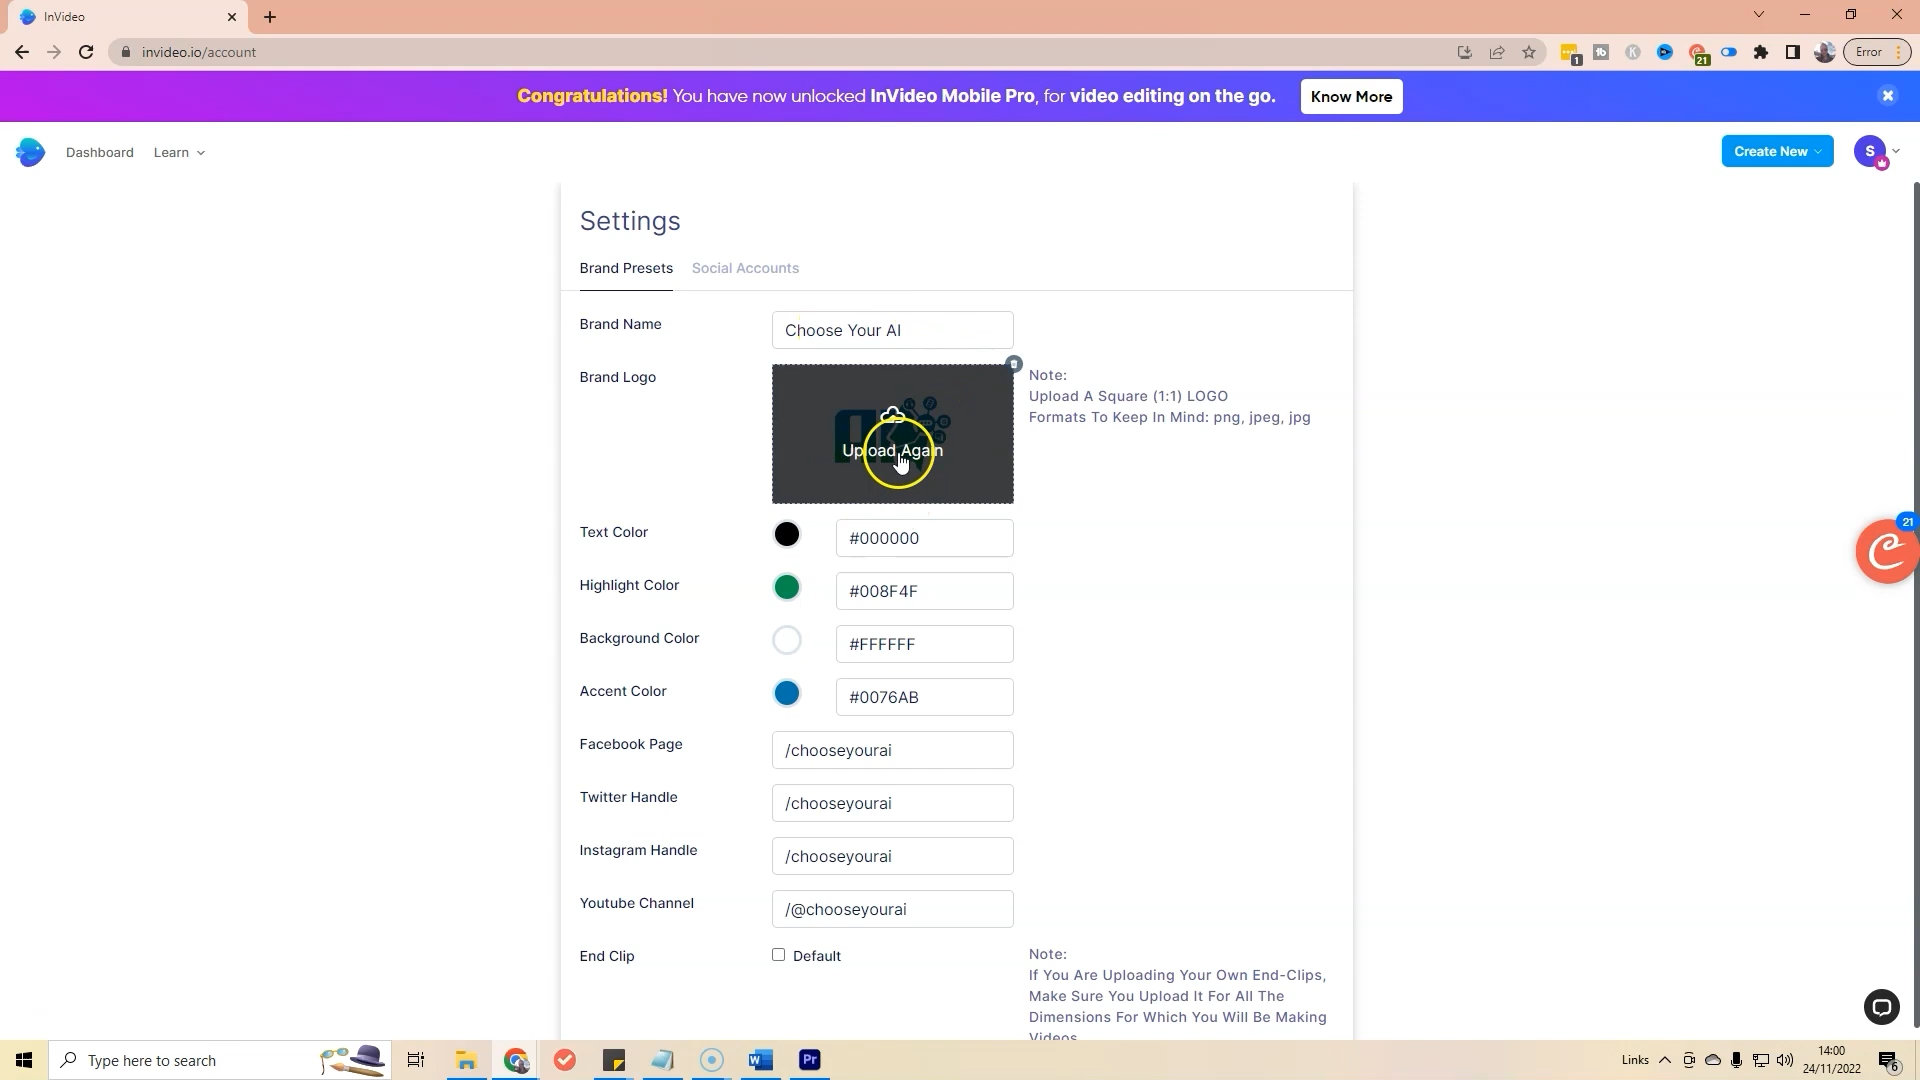 InVideo
invideo.io/account
1
21
Error
Congratulations! You have now unlocked InVideo Mobile Pro, for video editing on the go.
Know More
Dashboard
Learn
Create New
S
Settings
Brand Presets
Social Accounts
Brand Name
Choose Your AI
Brand Logo
Upload Again
Note:
Upload A Square (1:1) LOGO
Formats To Keep In Mind: png, jpeg, jpg
21
Text Color
#000000
Highlight Color
#008F4F
Background Color
#FFFFFF
Accent Color
#0076AB
Facebook Page
/chooseyourai
Twitter Handle
/chooseyourai
Instagram Handle
/chooseyourai
Youtube Channel
/@chooseyourai
End Clip
Default
Note:
If You Are Uploading Your Own End-Clips,
Make Sure You Upload It For All The
Dimensions For Which You Will Be Making
Videos
Type here to search
W
Pr
Links
14:00
24/11/2022
6